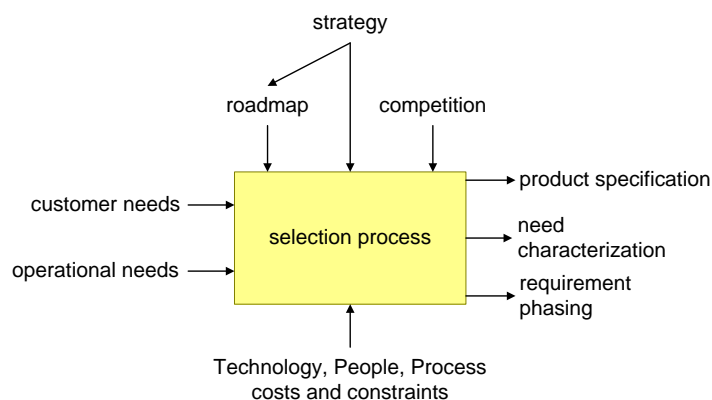 strategy
roadmap
competition
customer needs
operational needs
selection process
product specification
need
characterization
requirement
phasing
Technology, People, Process
costs and constraints